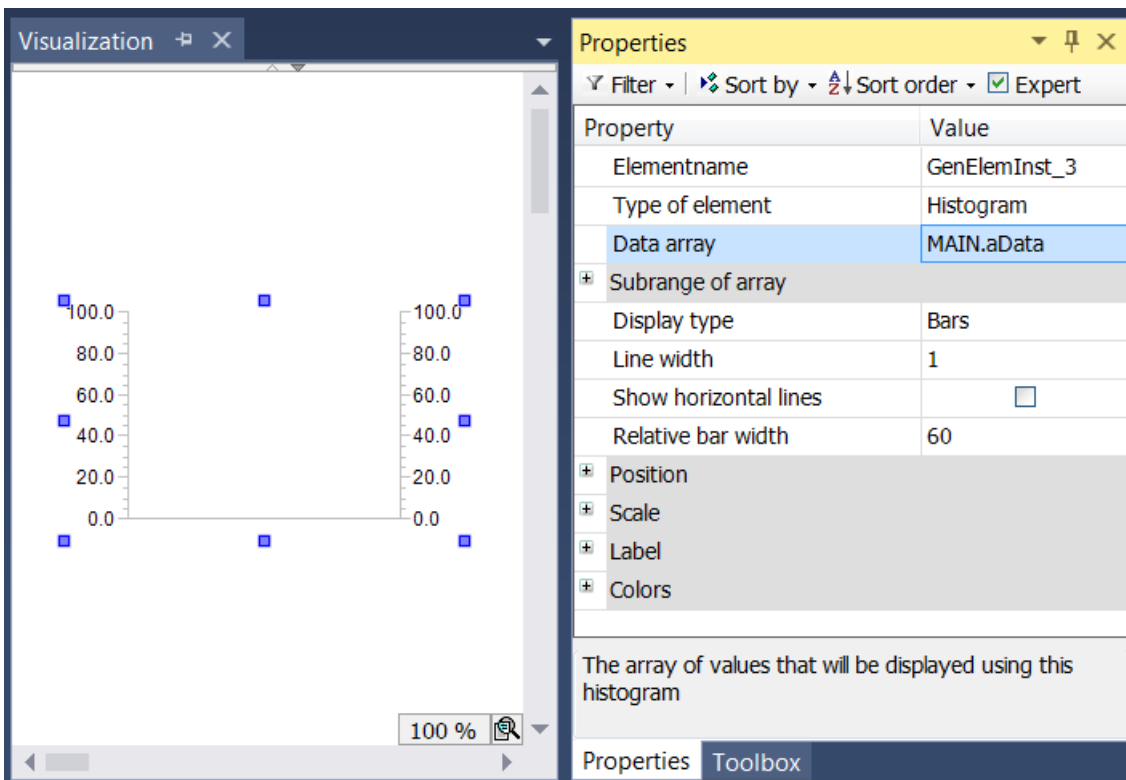 Visualization
100.0 100.0
80.0 80.0
60.0 60.0
40.0 40.0
20.0 20.0
0.0 0.0
100 %
Properties
Filter Sort by Sort order Expert
Property Value
Elementname GenElemInst_3
Type of element Histogram
Data array MAIN.aData
Subrange of array
Display type Bars
Line width 1
Show horizontal lines
Relative bar width 60
Position
Scale
Label
Colors
The array of values that will be displayed using this
histogram
Properties Toolbox